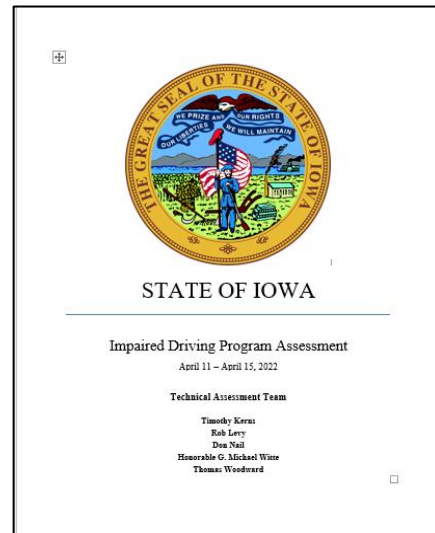 THE GREAT SEAL OF THE STATE OF IOWA
WE PRIZE AND OUR RIGHTS
OUR LIBERTIES WE WILL MAINTAIN
STATE OF IOWA
Impaired Driving Program Assessment
April 11 – April 15, 2022
Technical Assessment Team
Timothy Kerns
Rob Levy
Don Nail
Honorable G. Michael Witte
Thomas Woodward